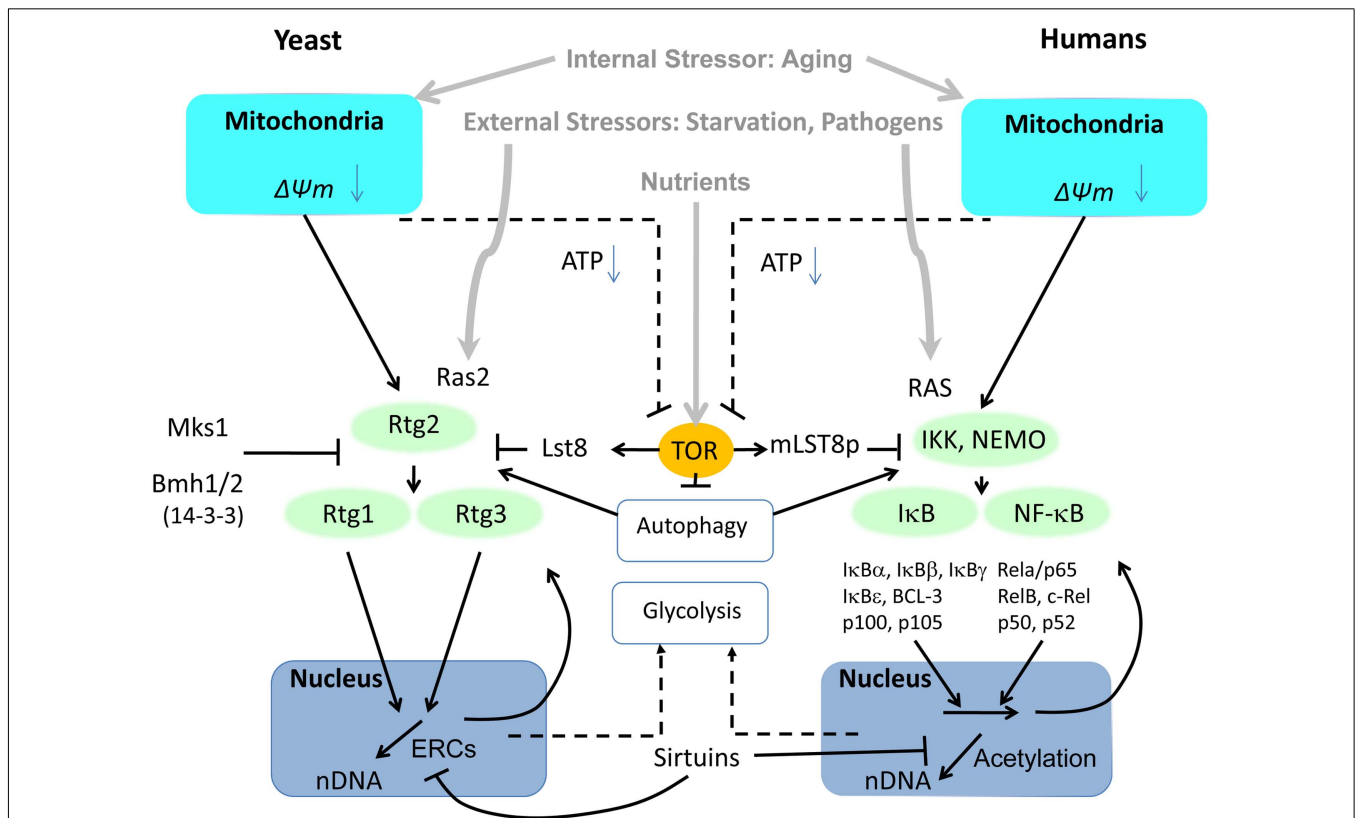 Yeast
Humans
Internal Stressor: Aging
Mitochondria
External Stressors: Starvation, Pathogens
Mitochondria
ΔΨm
Nutrients
ΔΨm
ATP
ATP
Ras2
RAS
Mks1
Rtg2
Lst8
TOR
mLST8p
IKK, NEMO
Bmh1/2
(14-3-3)
Rtg1
Rtg3
Autophagy
IκB
NF-κB
IκBα, IκBβ, IκBγ
Rela/p65
IκBε, BCL-3
RelB, c-Rel
p100, p105
p50, p52
Glycolysis
Nucleus
Nucleus
ERCs
nDNA
Sirtuins
Acetylation
nDNA